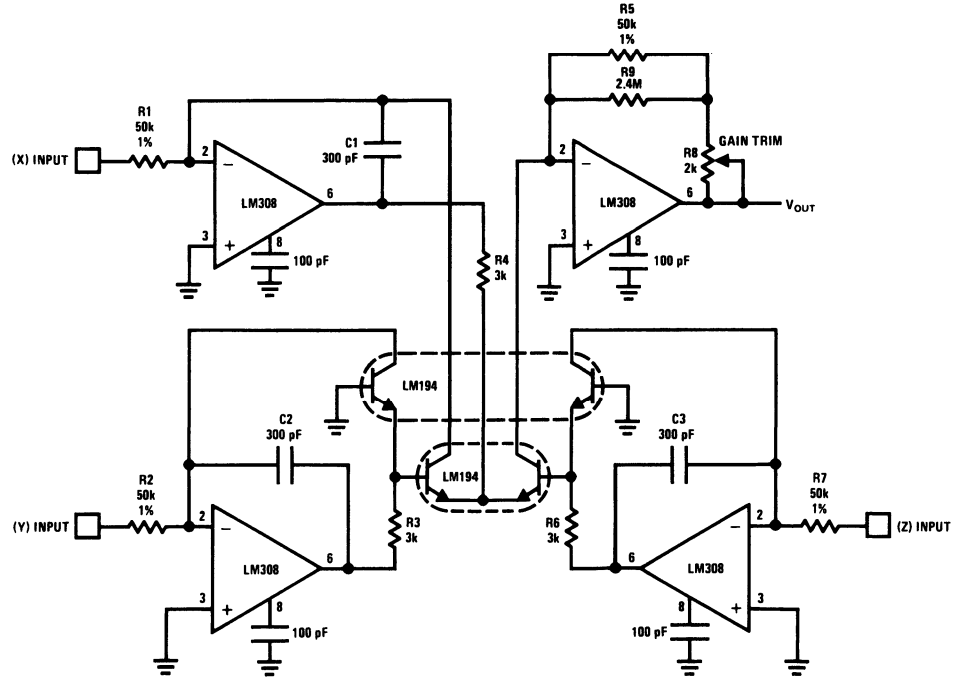 R5
50k
1%
R9
2.4M
R1
50k
1%
(X) INPUT
2
−
C1
300 pF
LM308
6
3
+
8
100 pF
R4
3k
2
−
GAIN TRIM
R8
2k
LM308
6
VOUT
3
+
8
100 pF
LM194
C2
300 pF
C3
300 pF
LM194
R2
50k
1%
(Y) INPUT
2
−
R3
3k
R6
3k
R7
50k
1%
2
−
(Z) INPUT
LM308
6
6
LM308
3
+
8
100 pF
3
+
8
100 pF